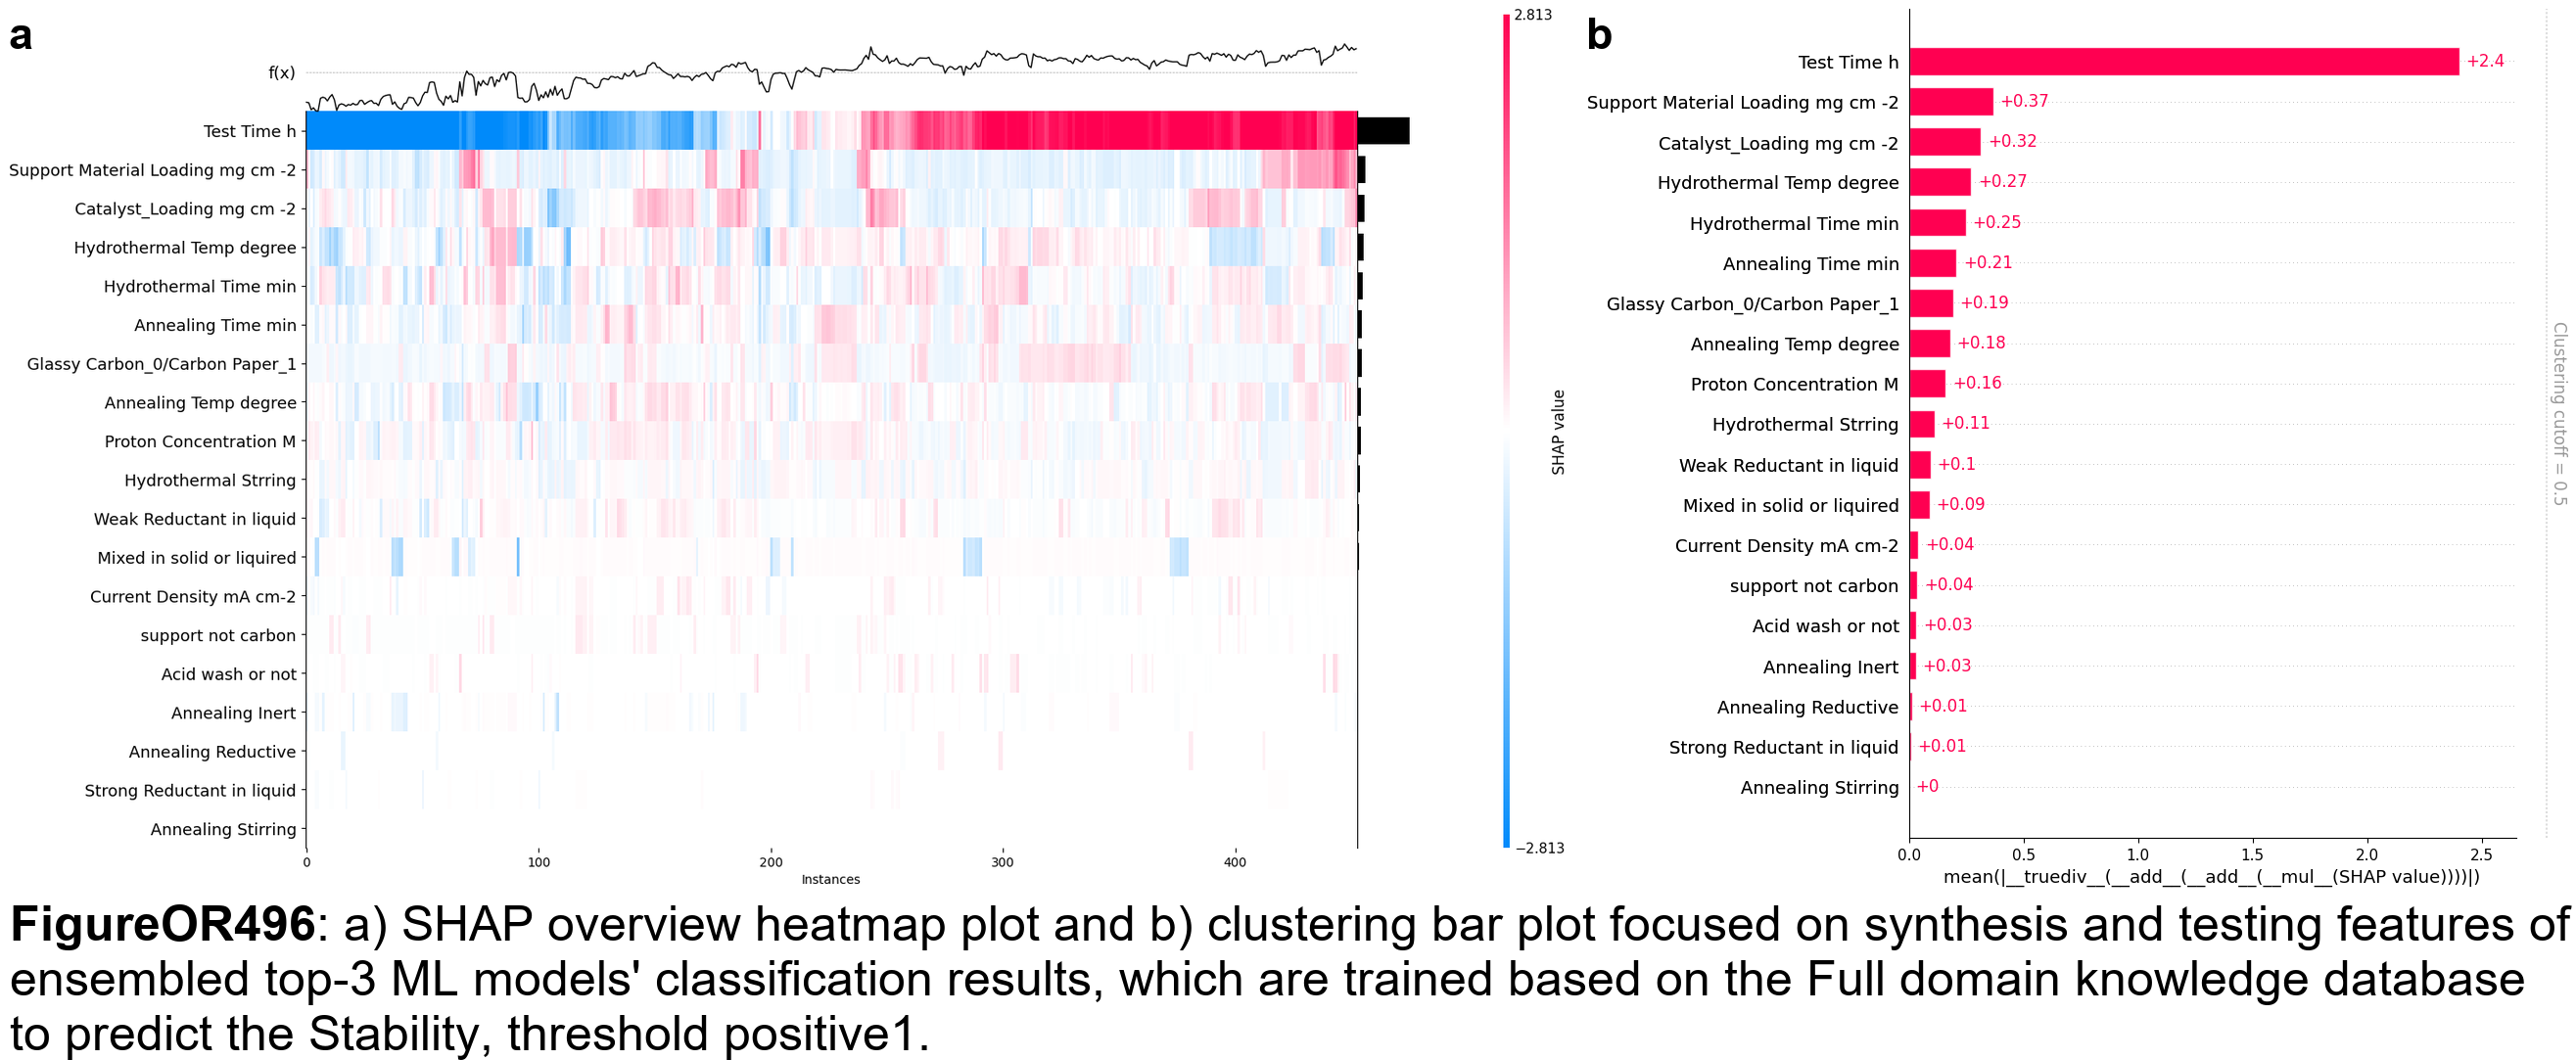 a
f(x)
Test Time h
Support Material Loading mg cm -2
Catalyst_Loading mg cm -2
Hydrothermal Temp degree
Hydrothermal Time min
Annealing Time min
Glassy Carbon_0/Carbon Paper_1
Annealing Temp degree
Proton Concentration M
Hydrothermal Strring
Weak Reductant in liquid
Mixed in solid or liquired
Current Density mA cm-2
support not carbon
Acid wash or not
Annealing Inert
Annealing Reductive
Strong Reductant in liquid
Annealing Stirring
0 100 200 300 400
Instances
2.813
SHAP value
−2.813
b
Test Time h +2.4
Support Material Loading mg cm -2 +0.37
Catalyst_Loading mg cm -2 +0.32
Hydrothermal Temp degree +0.27
Hydrothermal Time min +0.25
Annealing Time min +0.21
Glassy Carbon_0/Carbon Paper_1 +0.19
Annealing Temp degree +0.18
Proton Concentration M +0.16
Hydrothermal Strring +0.11
Weak Reductant in liquid +0.1
Mixed in solid or liquired +0.09
Current Density mA cm-2 +0.04
support not carbon +0.04
Acid wash or not +0.03
Annealing Inert +0.03
Annealing Reductive +0.01
Strong Reductant in liquid +0.01
Annealing Stirring +0
0.0 0.5 1.0 1.5 2.0 2.5
mean(|__truediv__(__add__(__add__(__mul__(SHAP value))))|)
Clustering cutoff = 0.5
FigureOR496: a) SHAP overview heatmap plot and b) clustering bar plot focused on synthesis and testing features of
ensembled top-3 ML models' classification results, which are trained based on the Full domain knowledge database
to predict the Stability, threshold positive1.